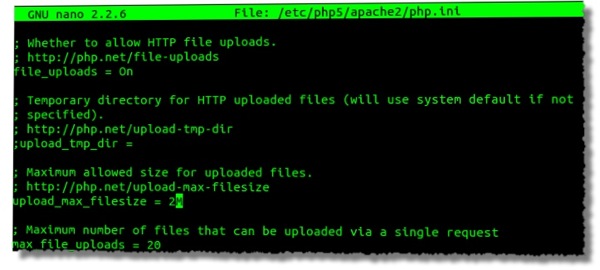 GNU nano 2.2.6 File: /etc/php5/apache2/php.ini
; Whether to allow HTTP file uploads.
; http://php.net/file-uploads
file_uploads = On
; Temporary directory for HTTP uploaded files (will use system default if not
; specified).
; http://php.net/upload-tmp-dir
;upload_tmp_dir =
; Maximum allowed size for uploaded files.
; http://php.net/upload-max-filesize
upload_max_filesize = 2M
; Maximum number of files that can be uploaded via a single request
max_file_uploads = 20